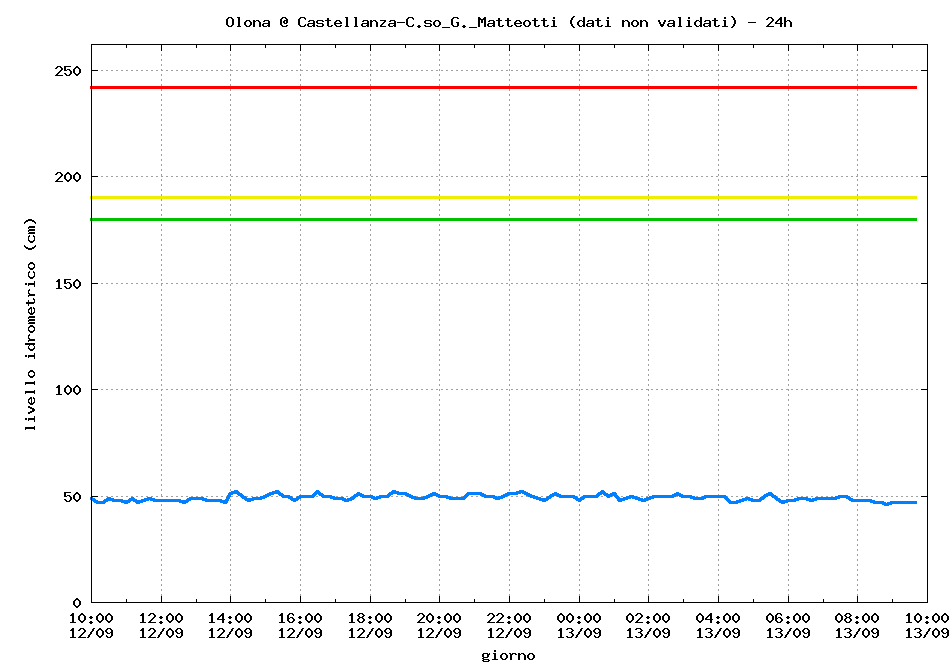 Olona @ Castellanza-C.so_G._Matteotti (dati non validati) - 24h
livello idrometrico (cm)
250
200
150
100
50
0
10:00 12:00 14:00 16:00 18:00 20:00 22:00 00:00 02:00 04:00 06:00 08:00 10:00
12/09 12/09 12/09 12/09 12/09 12/09 12/09 13/09 13/09 13/09 13/09 13/09 13/09
giorno